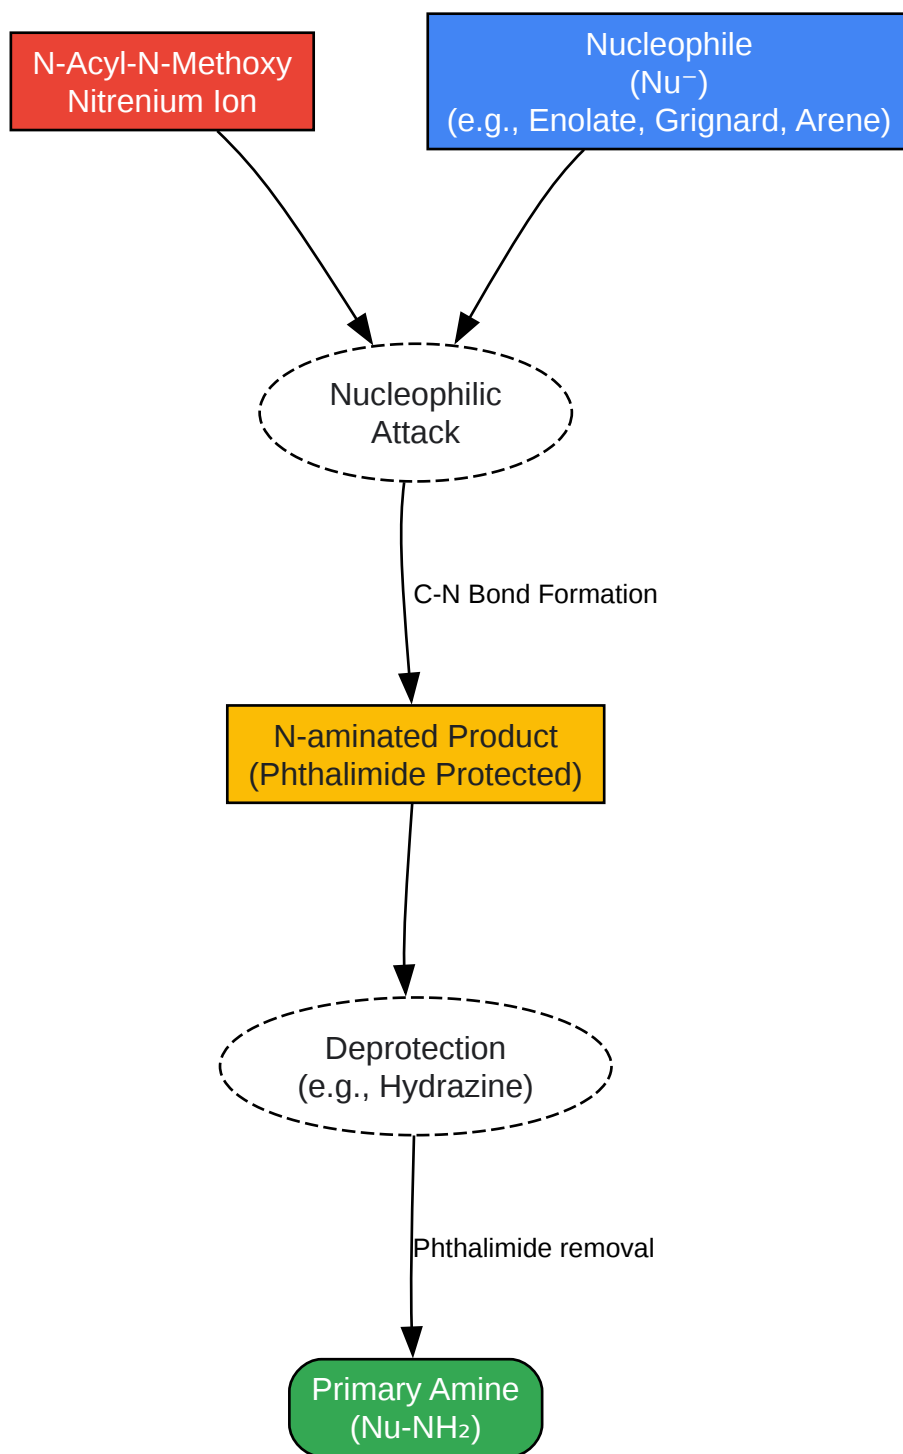 N-Acyl-N-Methoxy
Nitrenium Ion
Nucleophile
(Nu⁻)
(e.g., Enolate, Grignard, Arene)
Nucleophilic
Attack
C-N Bond Formation
N-aminated Product
(Phthalimide Protected)
Deprotection
(e.g., Hydrazine)
Phthalimide removal
Primary Amine
(Nu-NH₂)